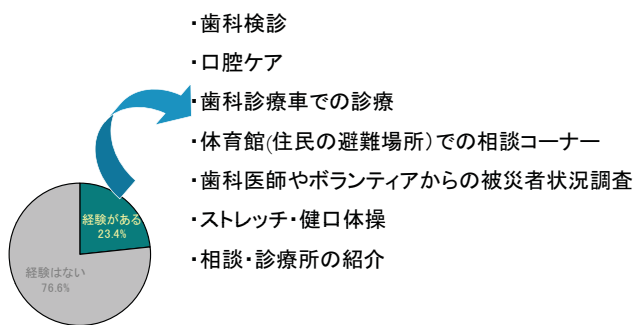 ・歯科検診
・口腔ケア
・歯科診療車での診療
・体育館(住民の避難場所）での相談コーナー
・歯科医師やボランティアからの被災者状況調査
・ストレッチ・健口体操
・相談・診療所の紹介
経験がある
23.4%
経験はない
76.6%